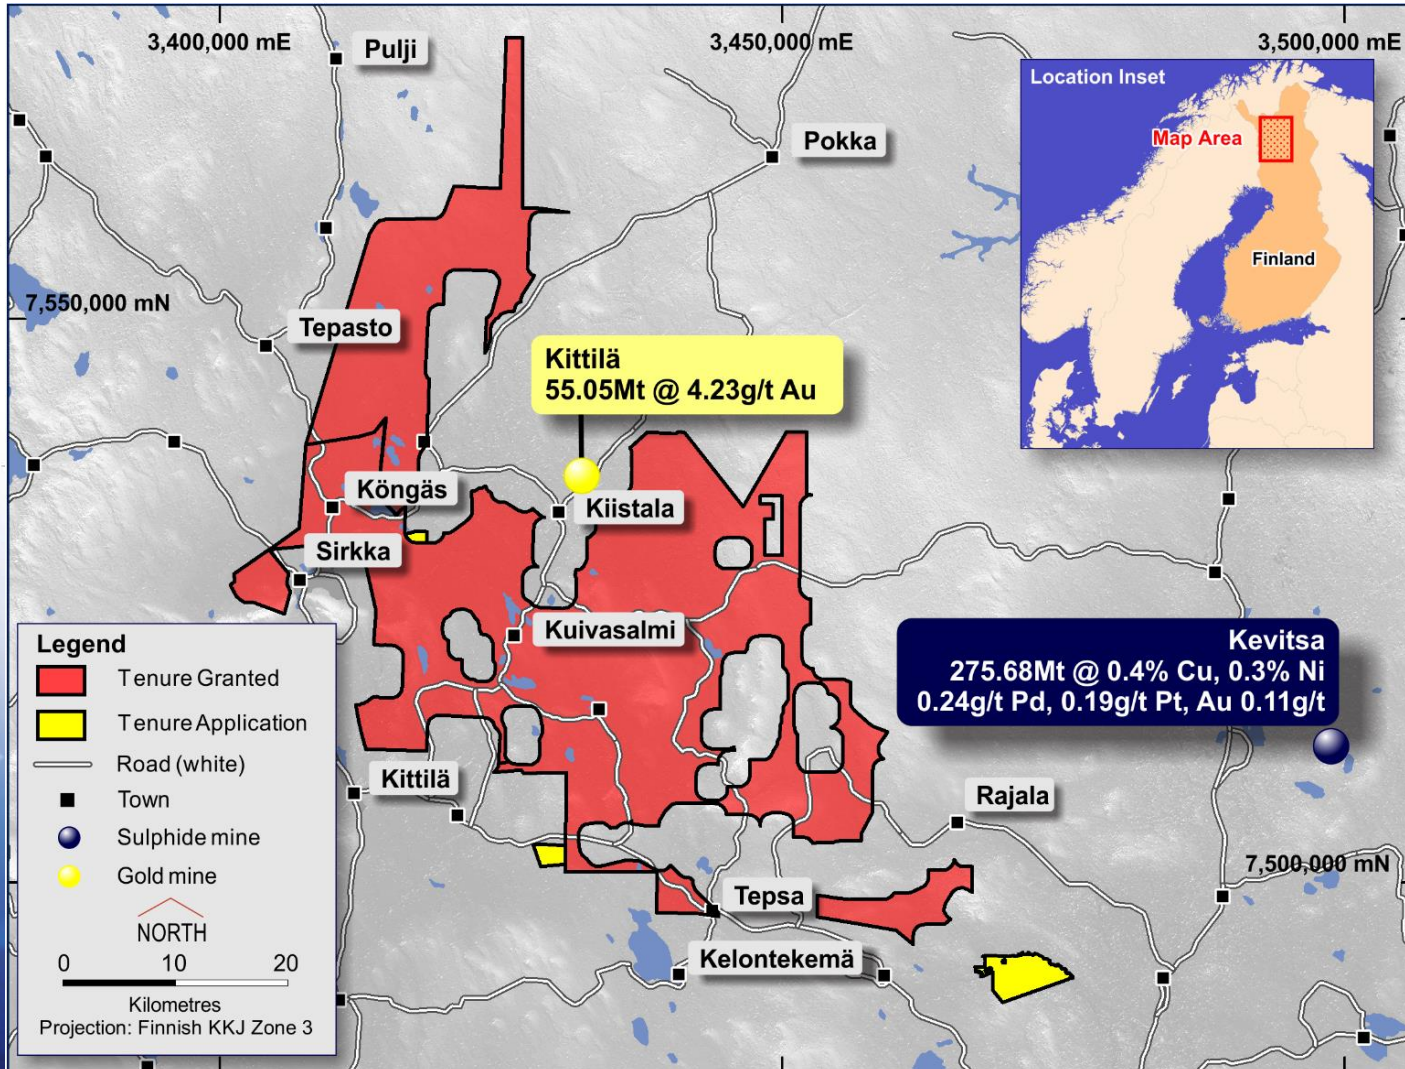 3,400,000 mE
3,450,000 mE
3,500,000 mE
Pulji
Pokka
Location Inset
Map Area
Finland
7,550,000 mN
Tepasto
Kittilä
55.05Mt @ 4.23g/t Au
Köngäs
Kiistala
Sirkka
Kuivasalmi
Kevitsa
275.68Mt @ 0.4% Cu, 0.3% Ni
0.24g/t Pd, 0.19g/t Pt, Au 0.11g/t
Legend
Tenure Granted
Tenure Application
Road (white)
Town
Sulphide mine
Gold mine
NORTH
0 10 20
Kilometres
Projection: Finnish KKJ Zone 3
Kittilä
Rajala
7,500,000 mN
Tepsa
Kelontekemä